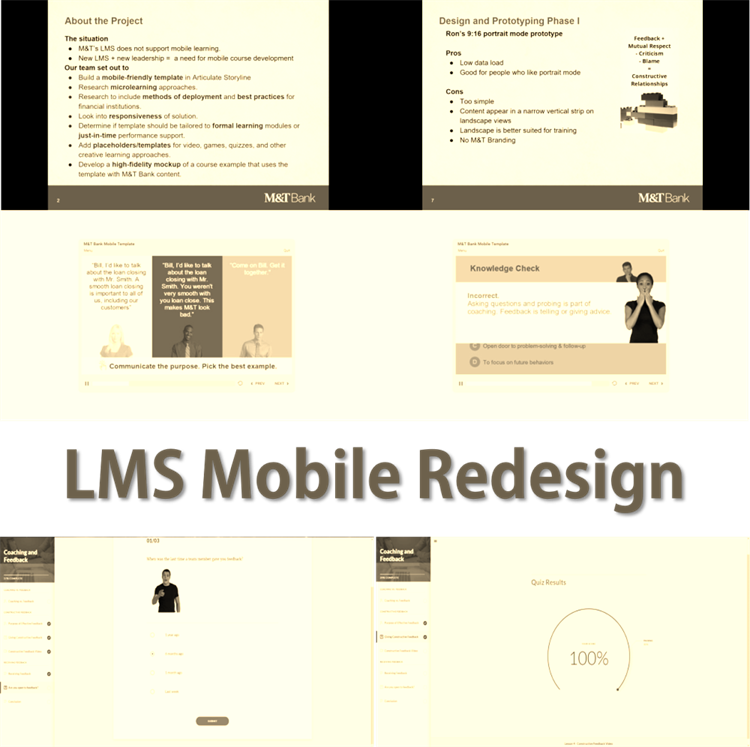 About the Project
The situation
M&T's LMS does not support mobile learning.
New LMS + new leadership = a need for mobile course development
Our team set out to
Build a mobile-friendly template in Articulate Storyline
Research microlearning approaches.
Research to include methods of deployment and best practices for
financial institutions.
Look into responsiveness of solution.
Determine if template should be tailored to formal learning modules or
just-in-time performance support.
Add placeholders/templates for video, games, quizzes, and other
creative learning approaches.
Develop a high-fidelity mockup of a course example that uses the
template with M&T Bank content.
2
M&T Bank
Design and Prototyping Phase I
Ron's 9:16 portrait mode prototype
Pros
Low data load
Good for people who like portrait mode
Cons
Too simple
Content appear in a narrow vertical strip on
landscape views
Landscape is better suited for training
No M&T Branding
Feedback +
Mutual Respect
- Criticism
- Blame
=
Constructive
Relationships
7
M&T Bank
M&T Bank Mobile Template
Menu
"Bill, I'd like to talk
about the loan closing
with Mr. Smith. A
smooth loan closing
is important to all of
us, including our
customers"
"Bill, I'd like to talk
about the loan
closing with Mr.
Smith. You weren't
very smooth with
you loan close. This
makes M&T look
bad."
"Come on Bill. Get it
together."
Communicate the purpose. Pick the best example.
PREV
NEXT
M&T Bank Mobile Template
Knowledge Check
Incorrect.
Asking questions and probing is part of
coaching. Feedback is telling or giving advice.
C Open door to problem-solving & follow-up
D To focus on future behaviors
PREV
NEXT
LMS Mobile Redesign
Coaching and
Feedback
SUBMIT
Coaching and
Feedback
Quiz Results
100%